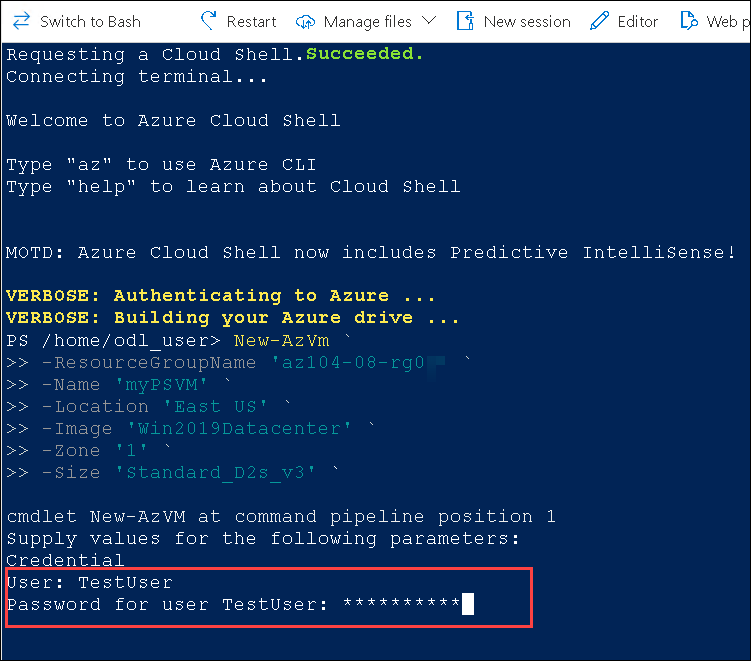 Switch to Bash Restart Manage files New session Editor Web p
Requesting a Cloud Shell.Succeeded.
Connecting terminal...
Welcome to Azure Cloud Shell
Type "az" to use Azure CLI
Type "help" to learn about Cloud Shell
MOTD: Azure Cloud Shell now includes Predictive IntelliSense!
VERBOSE: Authenticating to Azure ...
VERBOSE: Building your Azure drive ...
PS /home/odl_user> New-AzVm `
>> -ResourceGroupName 'az104-08-rg0 `
>> -Name 'myPSVM' `
>> -Location 'East US' `
>> -Image 'Win2019Datacenter' `
>> -Zone '1' `
>> -Size 'Standard_D2s_v3' `
cmdlet New-AzVM at command pipeline position 1
Supply values for the following parameters:
Credential
User: TestUser
Password for user TestUser: **********